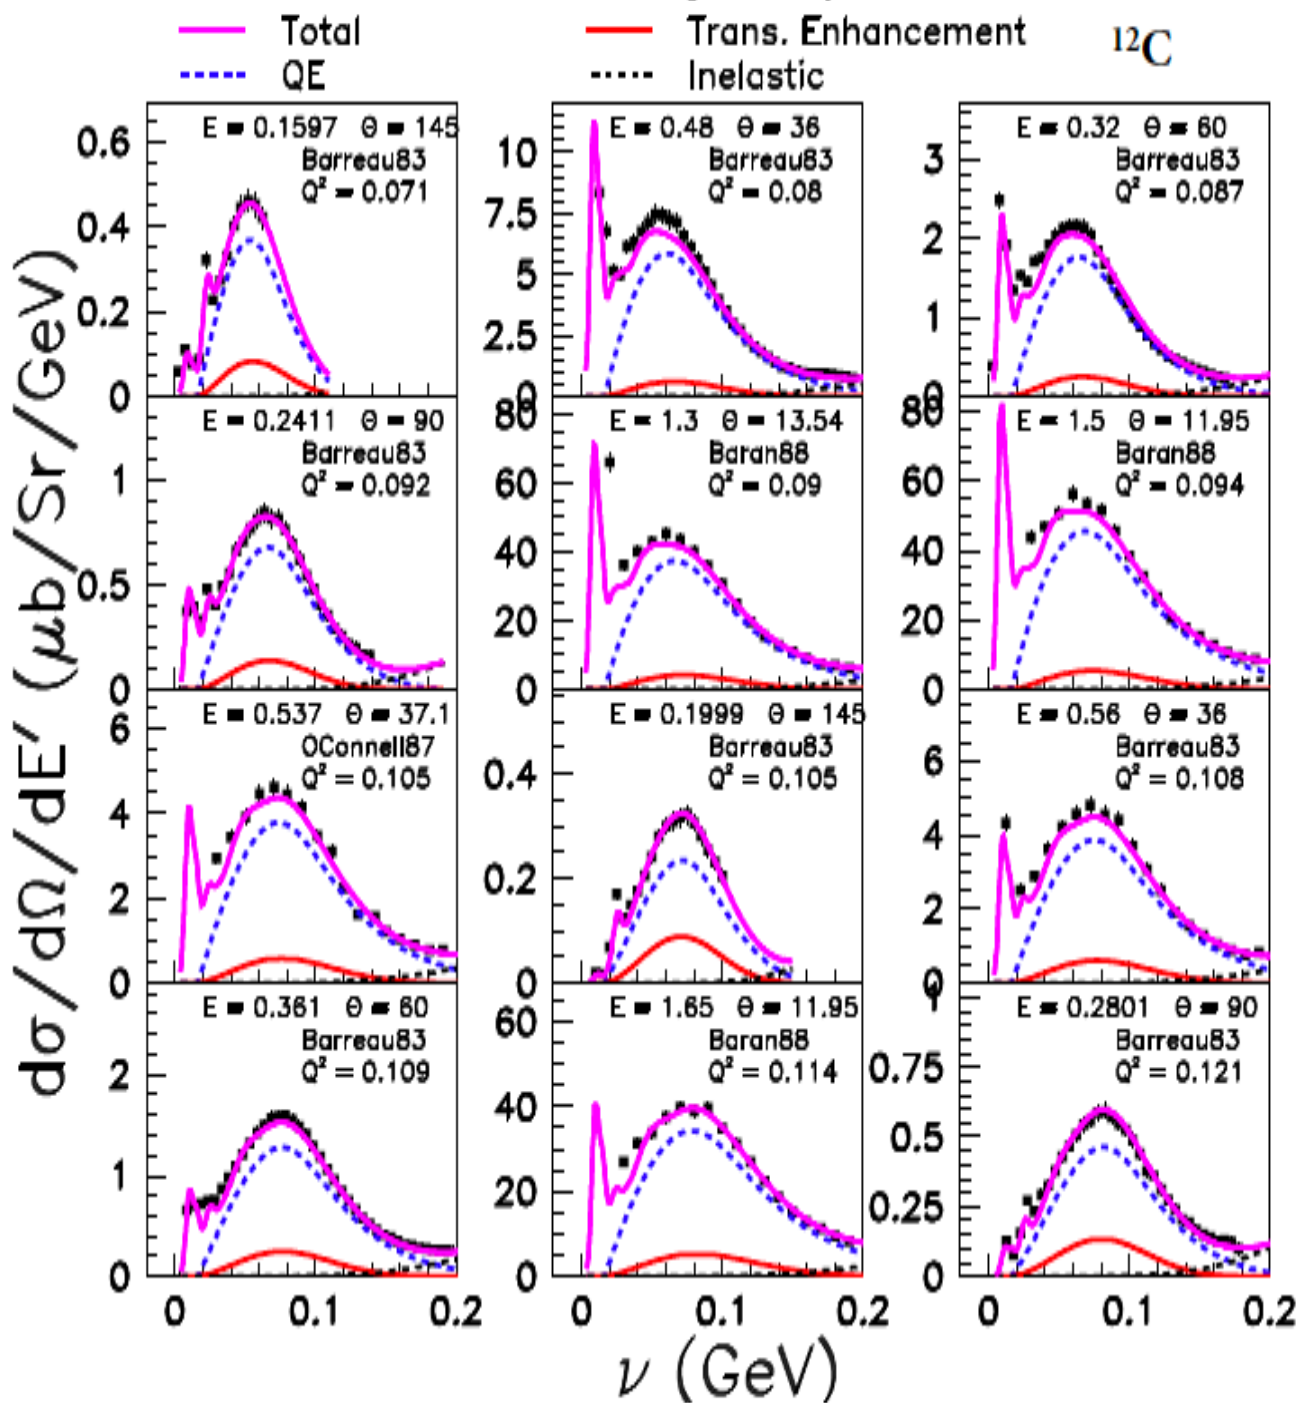 Total
Trans. Enhancement
¹²C
QE
Inelastic
dσ/dΩ/dE′ (μb/Sr/GeV)
E = 0.1597 Θ = 145
Barreau83
Q² = 0.071
0.6
0.4
0.2
0
E = 0.48 Θ = 36
Barreau83
Q² = 0.08
10
7.5
5
2.5
0
E = 0.32 Θ = 60
Barreau83
Q² = 0.087
3
2
1
0
E = 0.2411 Θ = 90
Barreau83
Q² = 0.092
1
0.5
0
E = 1.3 Θ = 13.54
Baran88
Q² = 0.09
80
60
40
20
0
E = 1.5 Θ = 11.95
Baran88
Q² = 0.094
80
60
40
20
0
E = 0.537 Θ = 37.1
OConnell87
Q² = 0.105
6
4
2
0
E = 0.1999 Θ = 145
Barreau83
Q² = 0.105
0.4
0.2
0
E = 0.56 Θ = 36
Barreau83
Q² = 0.108
6
4
2
0
E = 0.361 Θ = 60
Barreau83
Q² = 0.109
2
1
0
E = 1.65 Θ = 11.95
Baran88
Q² = 0.114
60
40
20
0
E = 0.2801 Θ = 90
Barreau83
Q² = 0.121
1
0.75
0.5
0.25
0
0 0.1 0.2
0 0.1 0.2
0 0.1 0.2
ν (GeV)